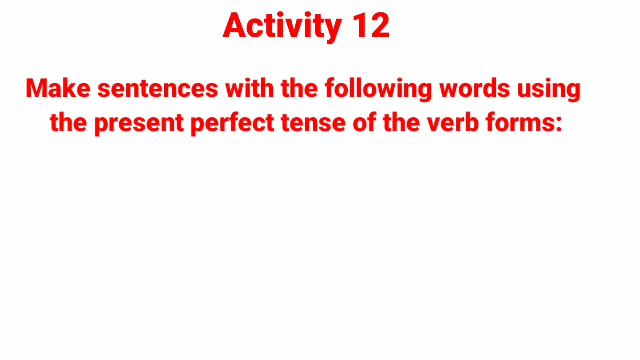 Activity 12
Make sentences with the following words using
the present perfect tense of the verb forms: